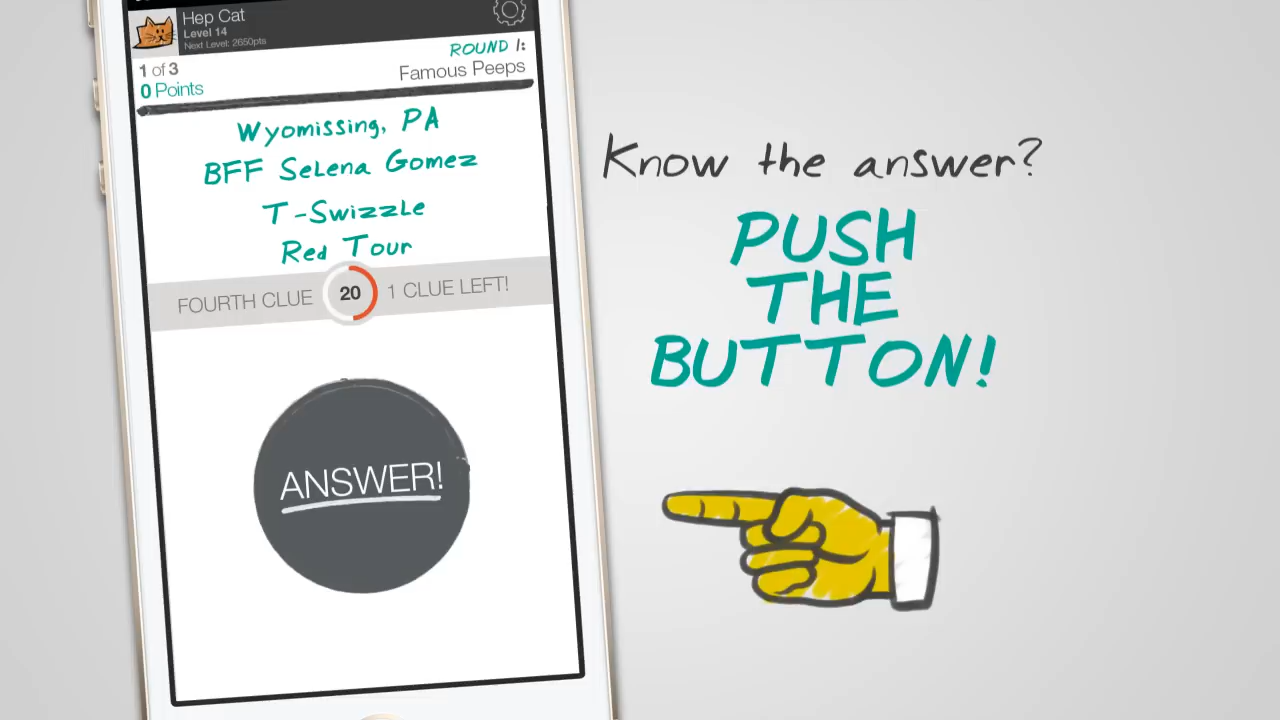 Hep Cat
Level 14
Next Level: 2650pts
1 of 3
ROUND 1:
0 Points
Famous Peeps
Wyomissing, PA
BFF Selena Gomez
T-Swizzle
Red Tour
FOURTH CLUE 20 1 CLUE LEFT!
ANSWER!
Know the answer?
PUSH
THE
BUTTON!